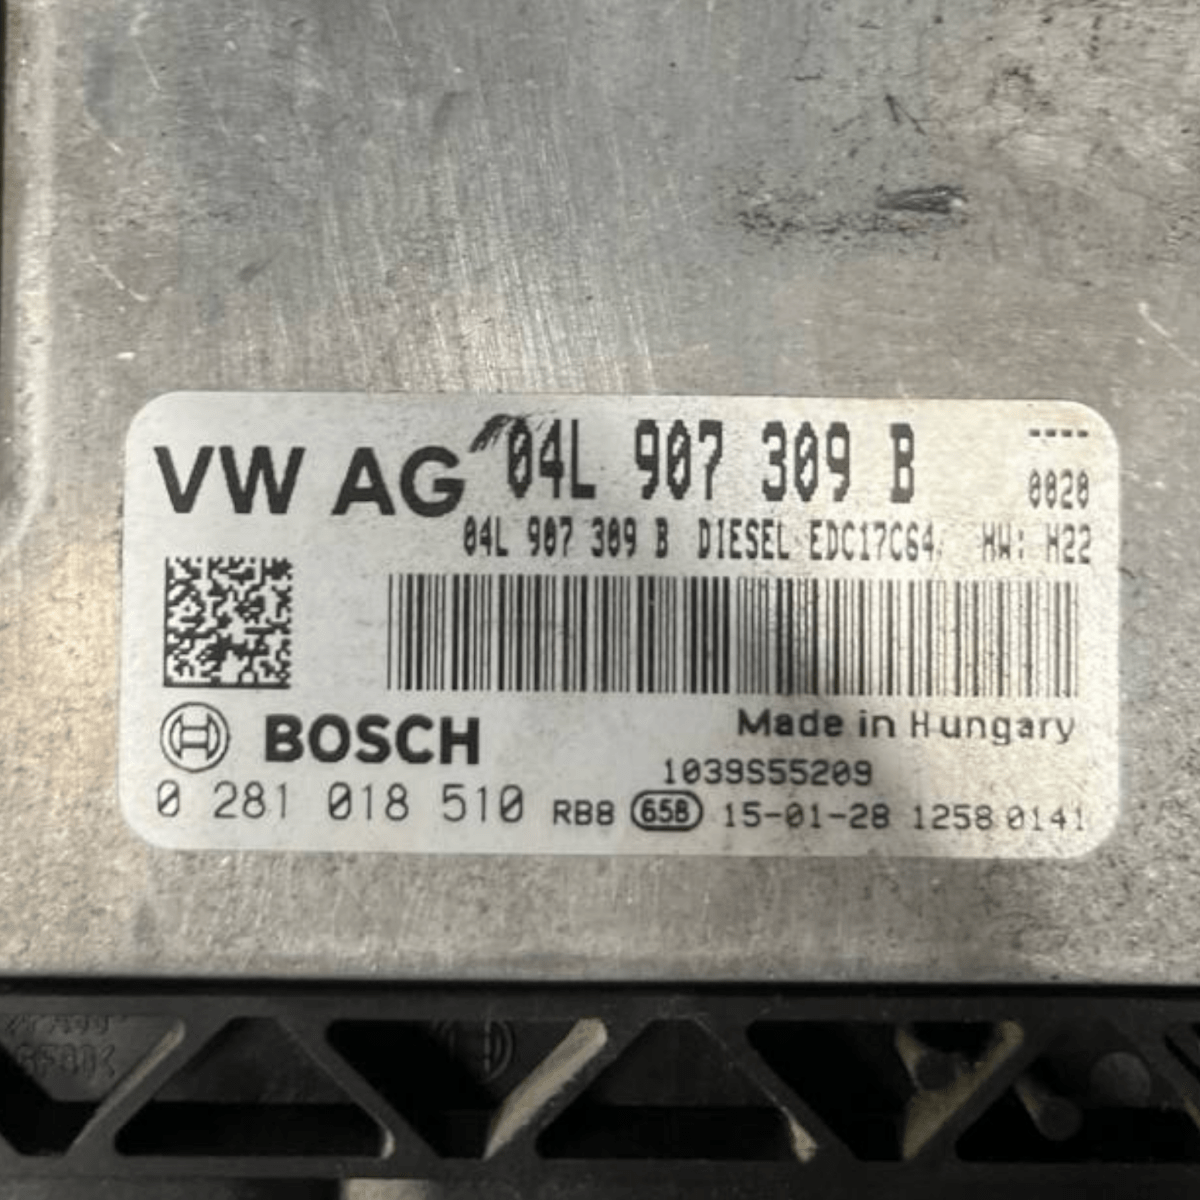 VW AG 04L 907 309 B ----
0020
04L 907 309 B DIESEL EDC17C64 HW: H22
BOSCH Made in Hungary
1039S55209
0 281 018 510 RB8 658 15-01-28 1258 0141